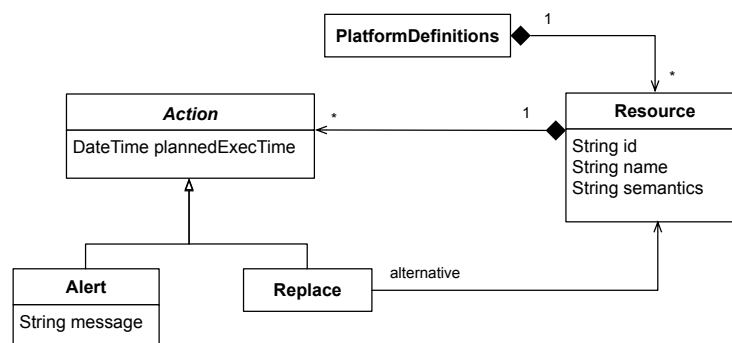 1
PlatformDefinitions
*
Action
DateTime plannedExecTime
*
1
Resource
String id
String name
String semantics
Alert
String message
Replace
alternative